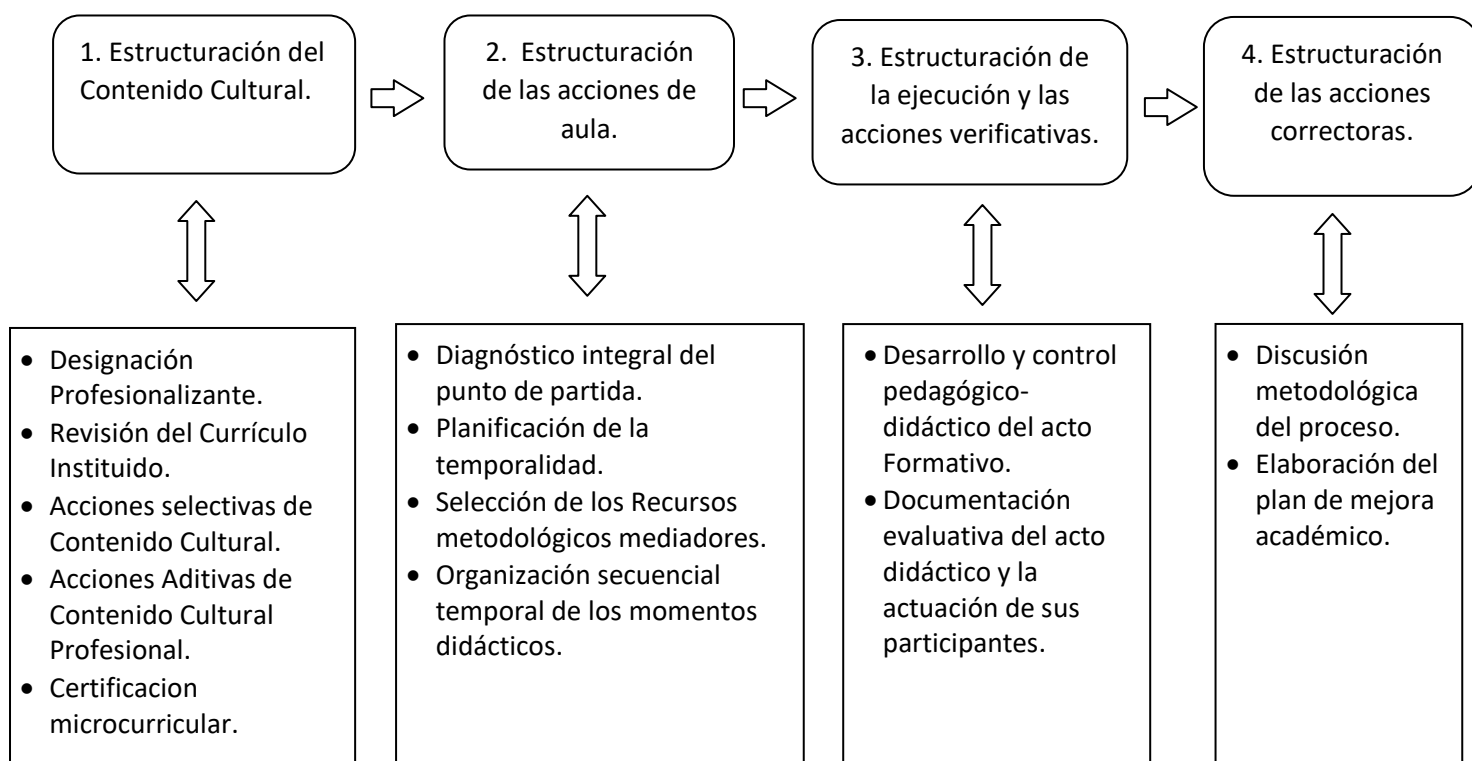 1. Estructuración del
Contenido Cultural.
2. Estructuración
de las acciones de
aula.
3. Estructuración de
la ejecución y las
acciones verificativas.
4. Estructuración
de las acciones
correctoras.
• Designación
Profesionalizante.
• Revisión del Currículo
Instituido.
• Acciones selectivas de
Contenido Cultural.
• Acciones Aditivas de
Contenido Cultural
Profesional.
• Certificacion
microcurricular.
• Diagnóstico integral del
punto de partida.
• Planificación de la
temporalidad.
• Selección de los Recursos
metodológicos mediadores.
• Organización secuencial
temporal de los momentos
didácticos.
• Desarrollo y control
pedagógico-
didáctico del acto
Formativo.
• Documentación
evaluativa del acto
didáctico y la
actuación de sus
participantes.
• Discusión
metodológica
del proceso.
• Elaboración del
plan de mejora
académico.